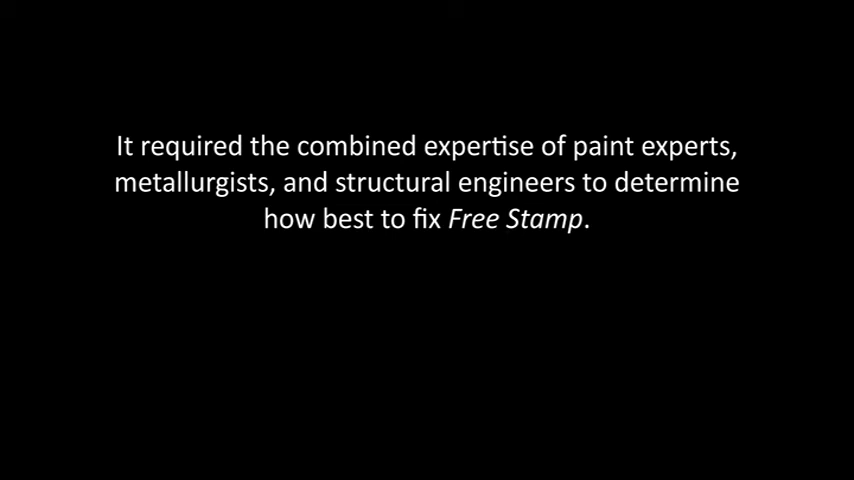 It required the combined expertise of paint experts,
metallurgists, and structural engineers to determine
how best to fix Free Stamp.